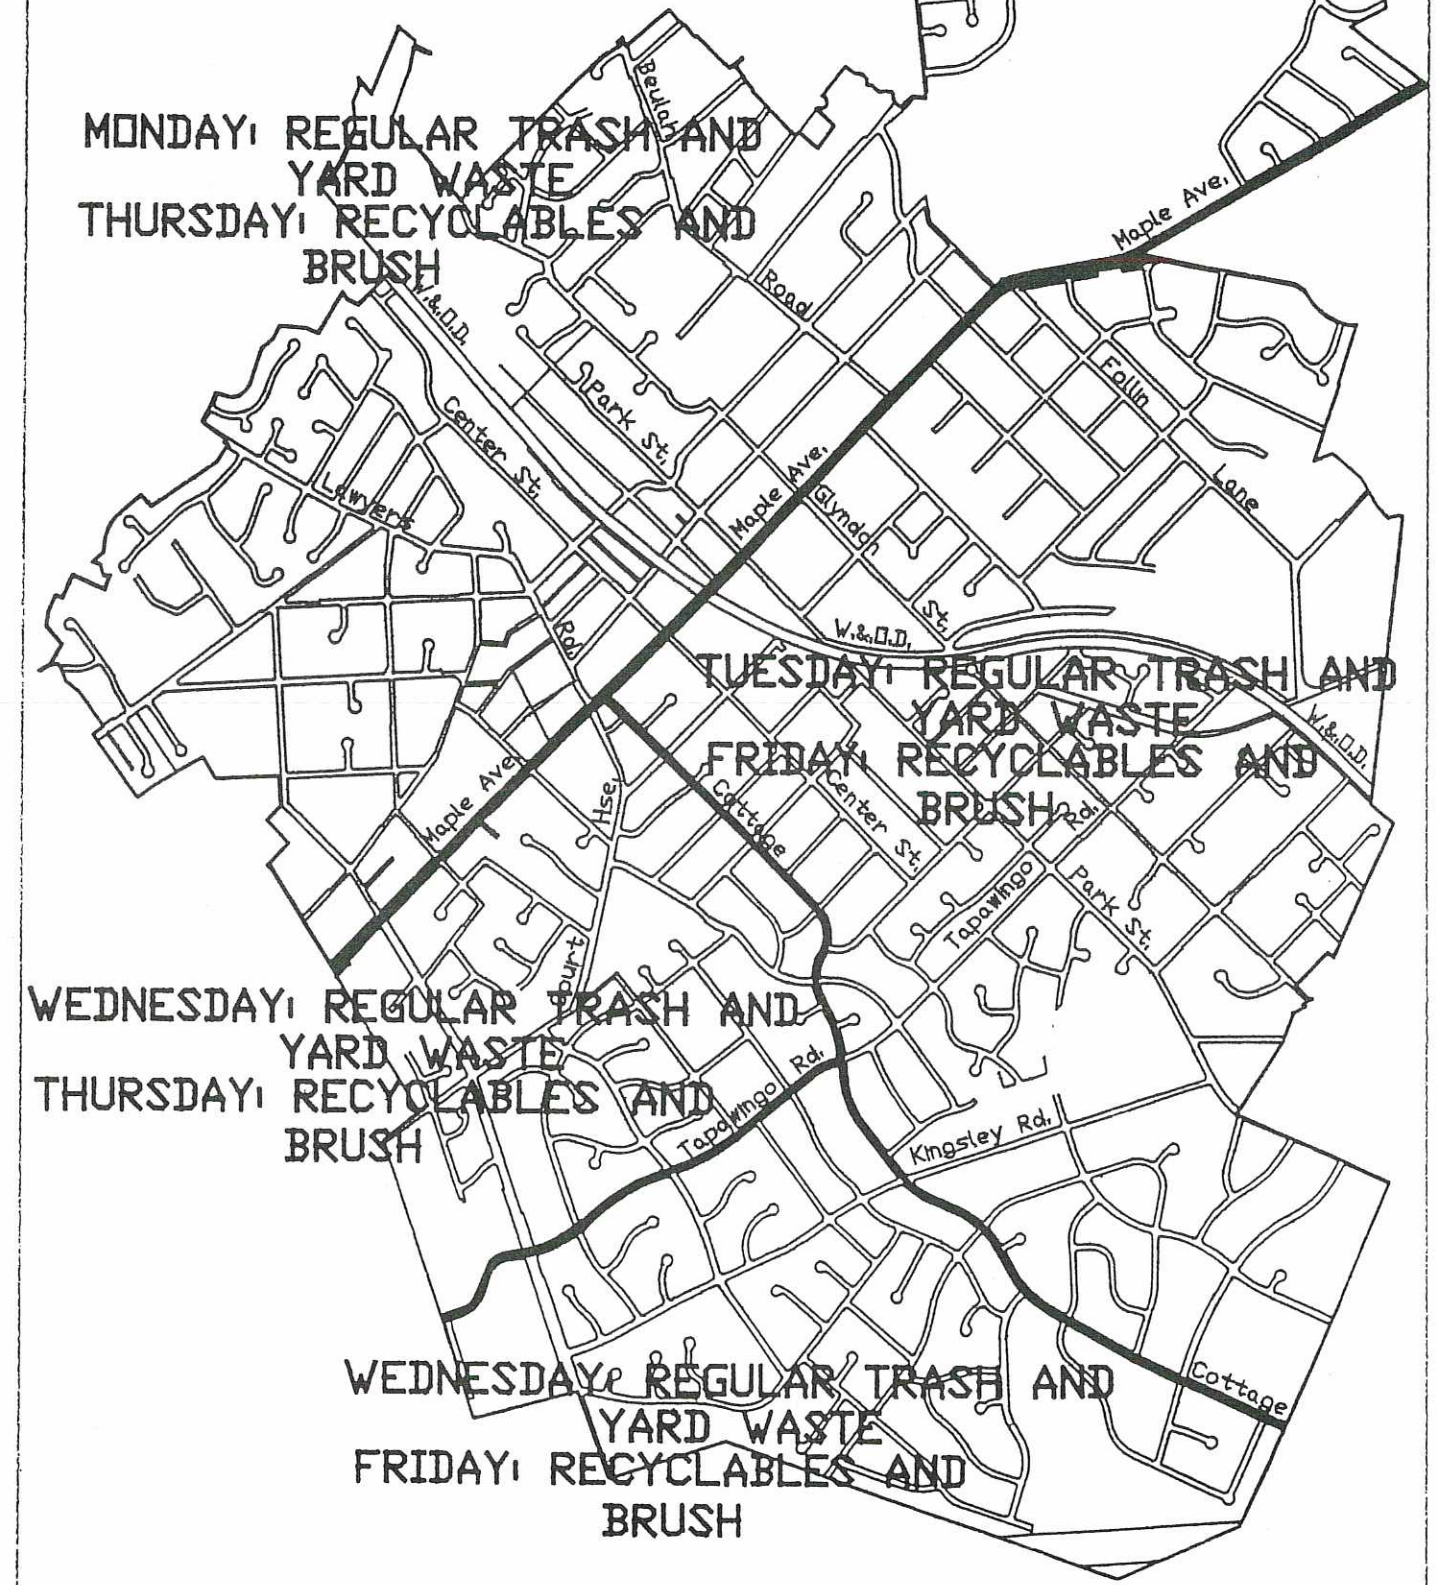 Beulah
MONDAY: REGULAR TRASH AND
YARD WASTE
THURSDAY: RECYCLABLES AND
BRUSH
Maple Ave.
W.&.O.D.
Road
Park St.
Follin
Lane
Center St.
Lawyers
Rd.
Maple Ave.
Glyndon
St.
W.&.O.D.
TUESDAY: REGULAR TRASH AND
YARD WASTE
FRIDAY: RECYCLABLES AND
BRUSH
W.&.O.D.
Maple Ave.
Hse.
Court
Cottage
Center St.
Tapawingo
Rd.
Park St.
WEDNESDAY: REGULAR TRASH AND
YARD WASTE
THURSDAY: RECYCLABLES AND
BRUSH
Tapawingo Rd.
Kingsley Rd.
WEDNESDAY: REGULAR TRASH AND
YARD WASTE
FRIDAY: RECYCLABLES AND
BRUSH
Cottage